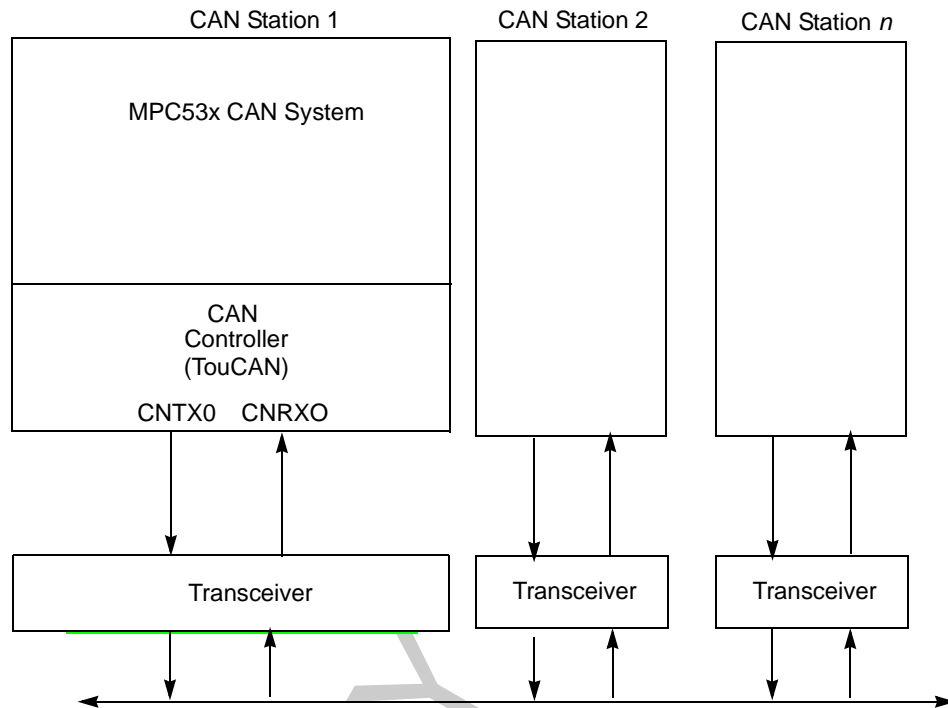 CAN Station 1
CAN Station 2
CAN Station n
MPC53x CAN System
CAN
Controller
(TouCAN)
CNTX0 CNRXO
Transceiver
Transceiver
Transceiver